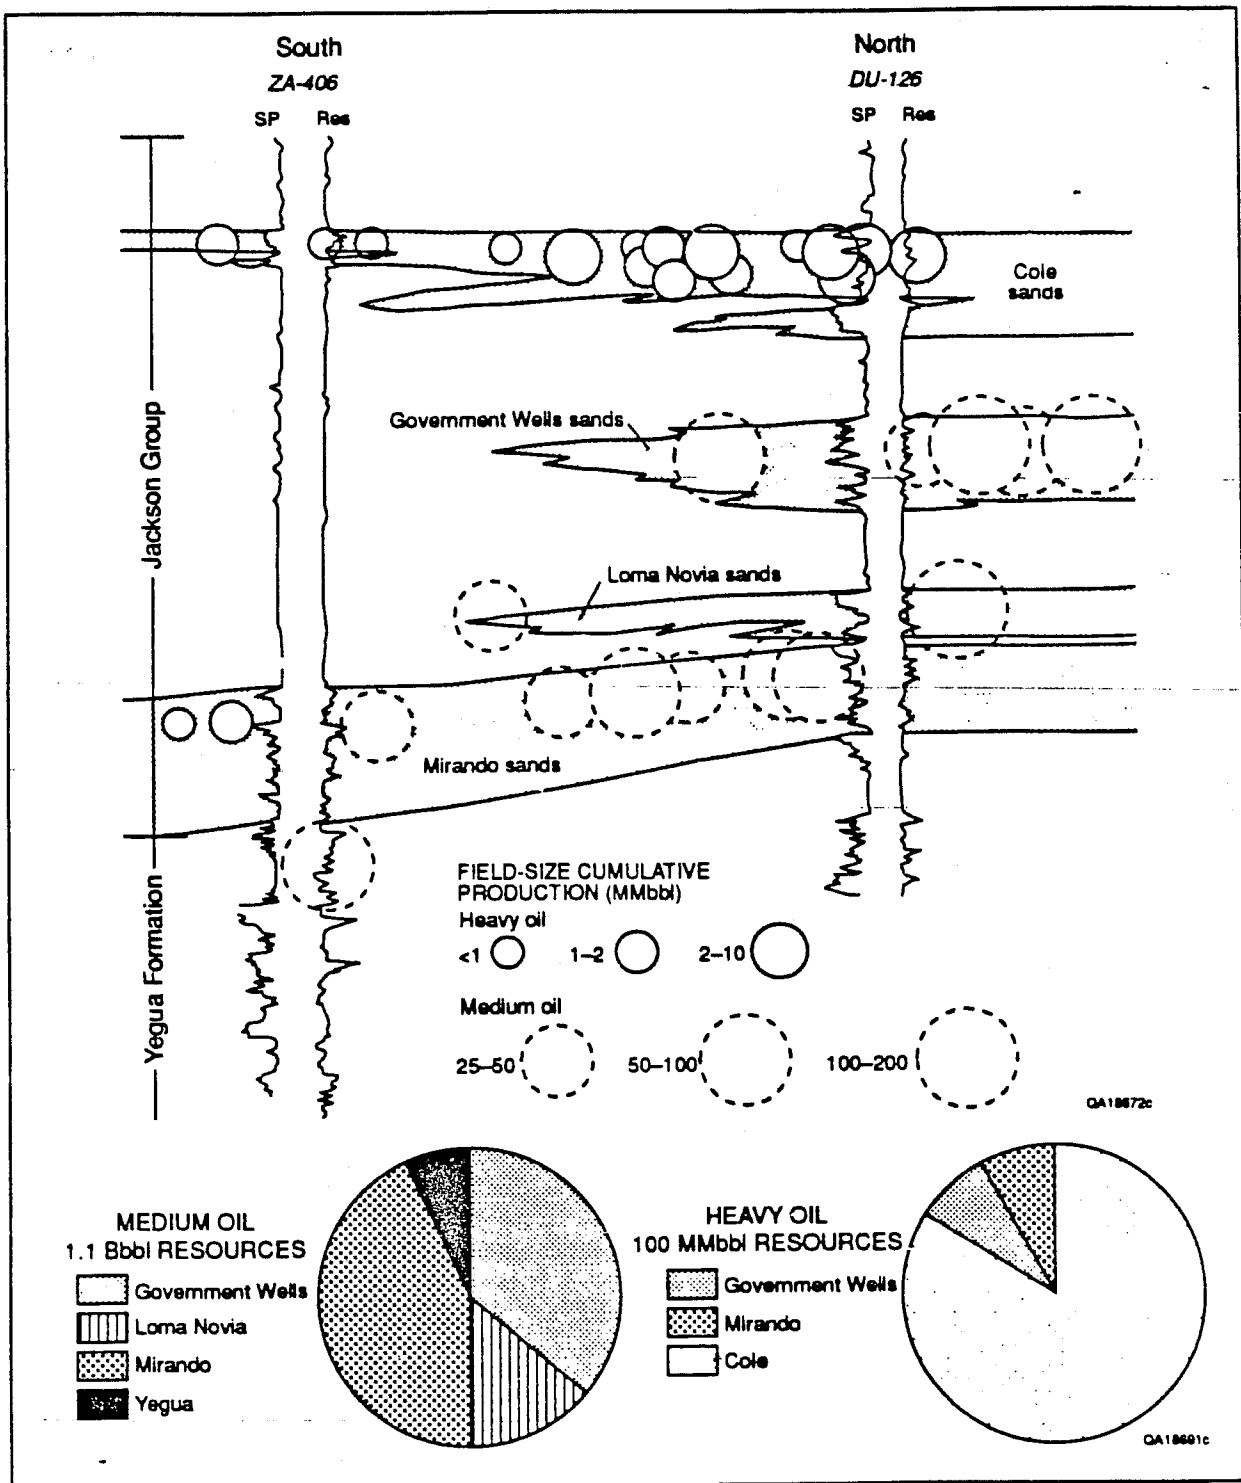 South
North
ZA-406
DU-126
SP
Res
SP
Res
Cole
sands
Government Wells sands
Jackson Group
Loma Novia sands
Mirando sands
Yegua Formation
FIELD-SIZE CUMULATIVE
PRODUCTION (MMbbl)
Heavy oil
<1
1–2
2–10
Medium oil
25–50
50–100
100–200
QA18672c
MEDIUM OIL
1.1 Bbbl RESOURCES
Government Wells
Loma Novia
Mirando
Yegua
HEAVY OIL
100 MMbbl RESOURCES
Government Wells
Mirando
Cole
QA18691c